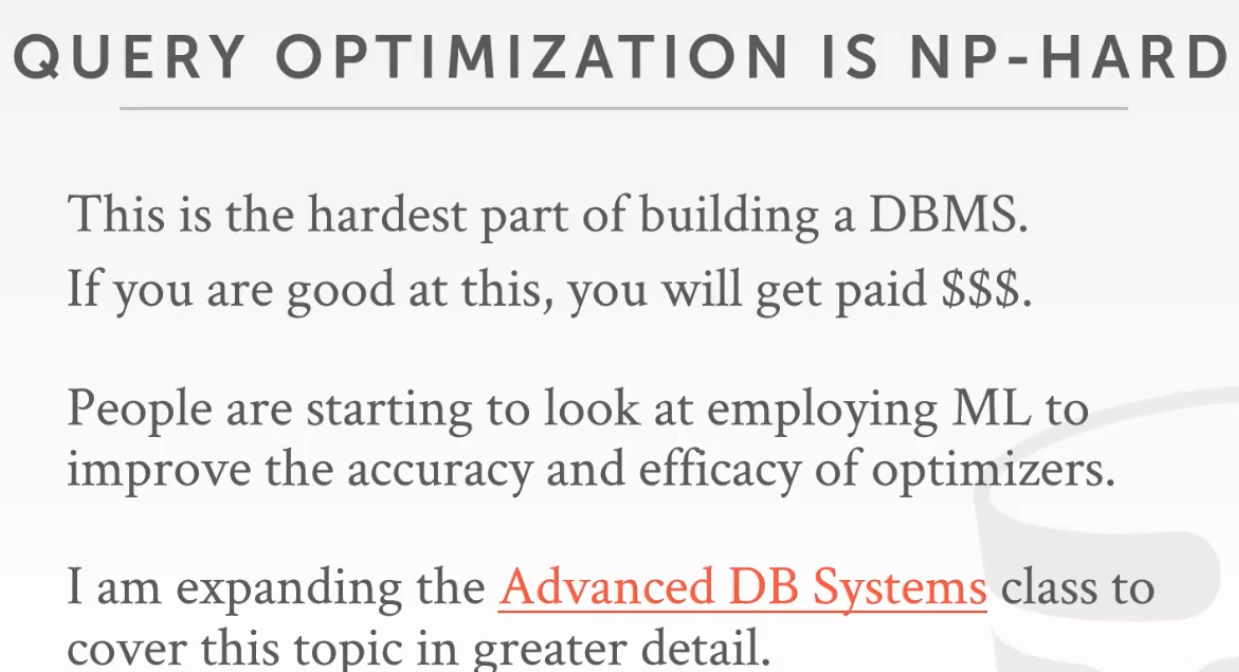 QUERY OPTIMIZATION IS NP-HARD
This is the hardest part of building a DBMS.
If you are good at this, you will get paid $$$.
People are starting to look at employing ML to
improve the accuracy and efficacy of optimizers.
I am expanding the Advanced DB Systems class to
cover this topic in greater detail.